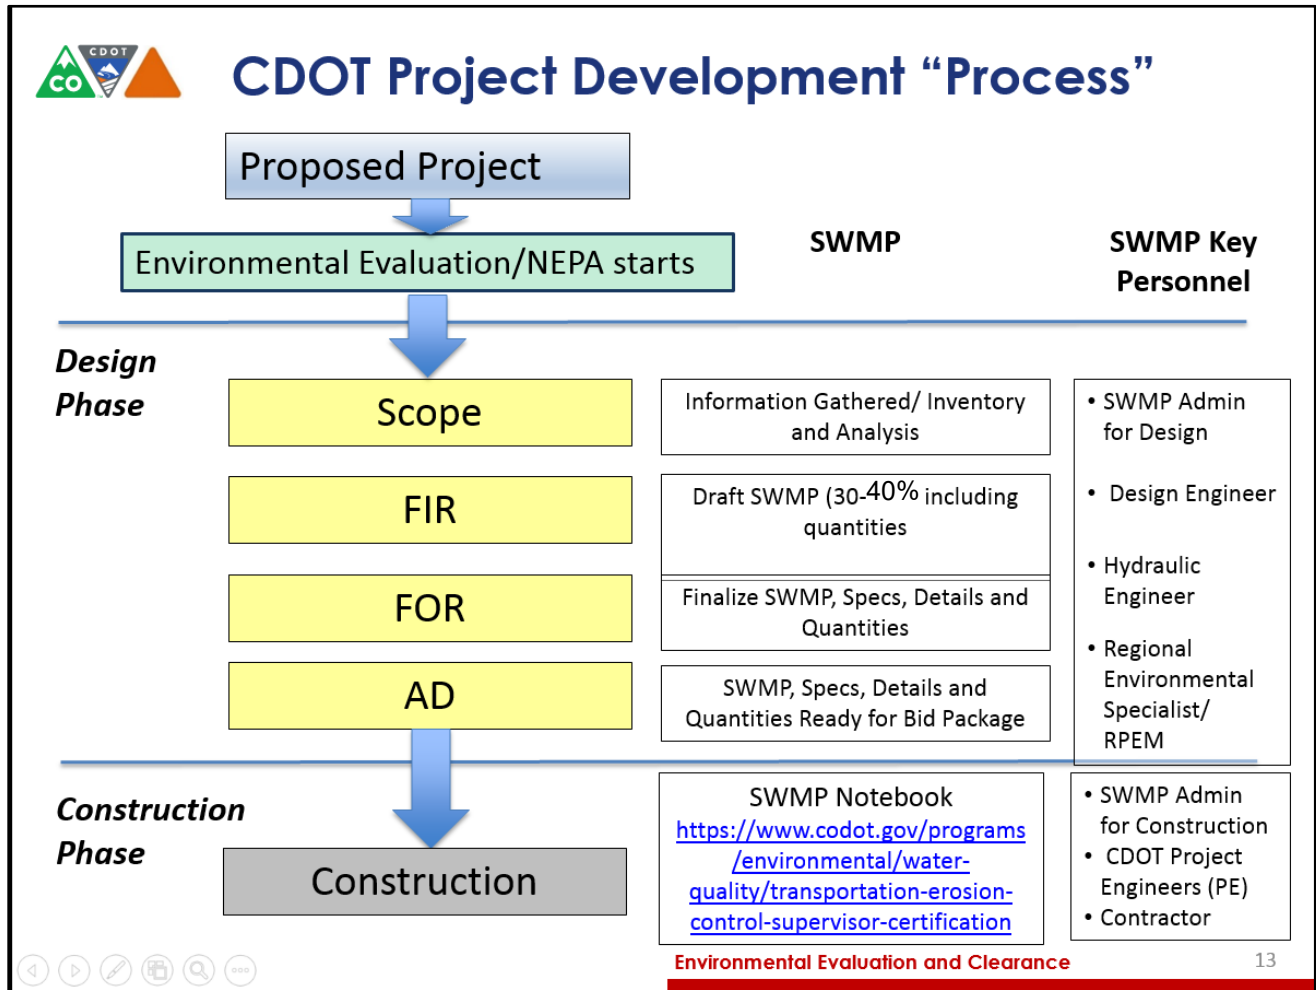 CO
CDOT
CDOT Project Development “Process”
Proposed Project
Environmental Evaluation/NEPA starts
SWMP
SWMP Key
Personnel
Design
Phase
Scope
Information Gathered/ Inventory
and Analysis
FIR
Draft SWMP (30-40% including
quantities
FOR
Finalize SWMP, Specs, Details and
Quantities
AD
SWMP, Specs, Details and
Quantities Ready for Bid Package
• SWMP Admin
for Design
• Design Engineer
• Hydraulic
Engineer
• Regional
Environmental
Specialist/
RPEM
Construction
Phase
Construction
SWMP Notebook
https://www.codot.gov/programs
/environmental/water-
quality/transportation-erosion-
control-supervisor-certification
• SWMP Admin
for Construction
• CDOT Project
Engineers (PE)
• Contractor
Environmental Evaluation and Clearance
13